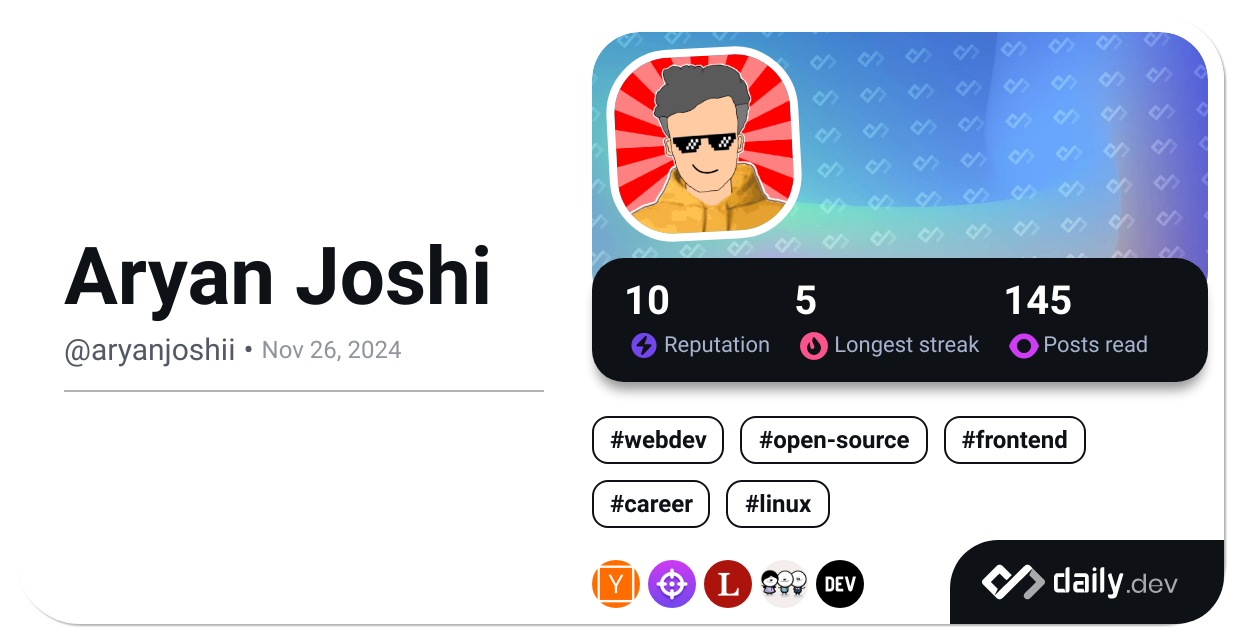 Aryan Joshi
@aryanjoshii • Nov 26, 2024
10 5 145
Reputation Longest streak Posts read
#webdev #open-source #frontend
#career #linux
Y L DEV
daily.dev